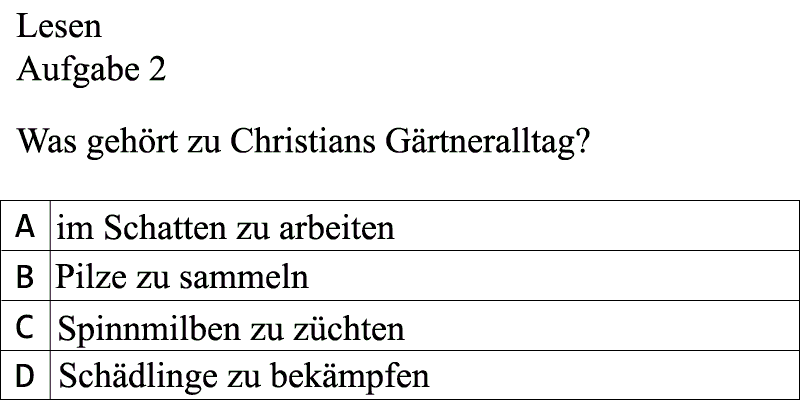 Lesen
Aufgabe 2
Was gehört zu Christians Gärtneralltag?
A im Schatten zu arbeiten
B Pilze zu sammeln
C Spinnmilben zu züchten
D Schädlinge zu bekämpfen